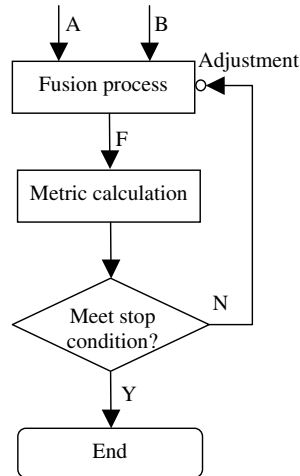 A
B
Adjustment
Fusion process
F
Metric calculation
N
Meet stop
condition?
Y
End